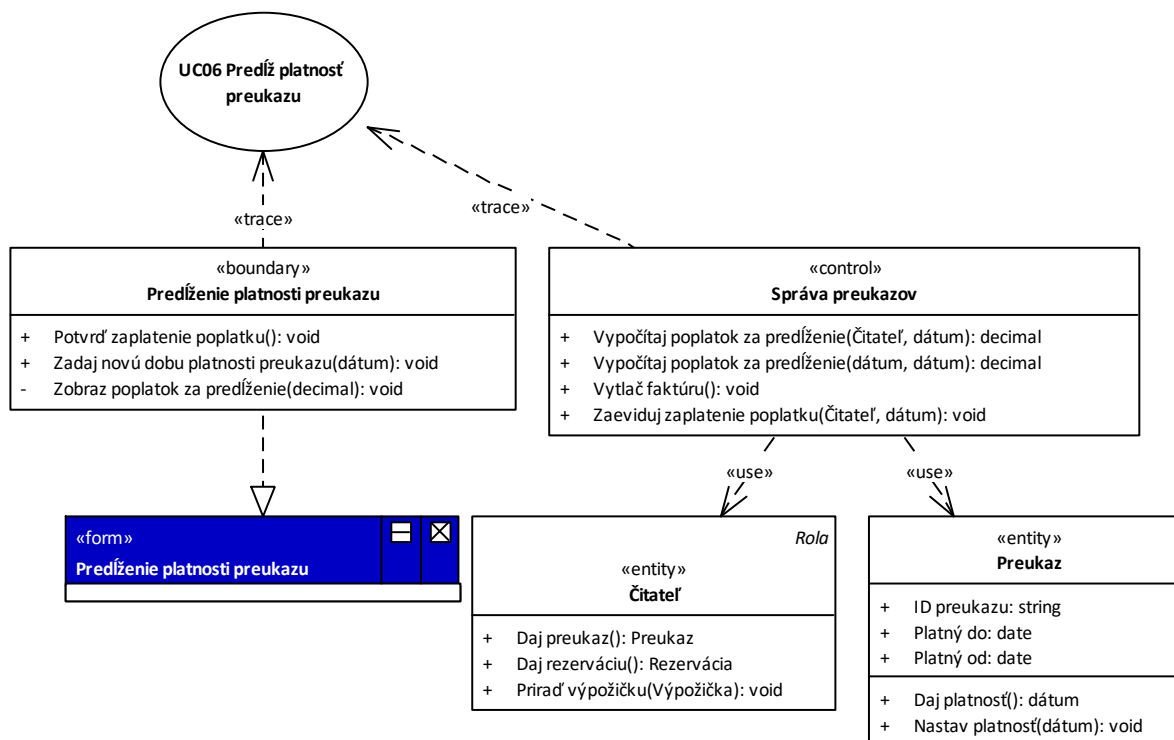 UC06 Predĺž platnosť
preukazu
«trace»
«trace»
«boundary»
Predĺženie platnosti preukazu
+ Potvrď zaplatenie poplatku(): void
+ Zadaj novú dobu platnosti preukazu(dátum): void
- Zobraz poplatok za predĺženie(decimal): void
«control»
Správa preukazov
+ Vypočítaj poplatok za predĺženie(Čitateľ, dátum): decimal
+ Vypočítaj poplatok za predĺženie(dátum, dátum): decimal
+ Vytlač faktúru(): void
+ Zaeviduj zaplatenie poplatku(Čitateľ, dátum): void
«use»
«use»
«form»
Predĺženie platnosti preukazu
Rola
«entity»
Čitateľ
+ Daj preukaz(): Preukaz
+ Daj rezerváciu(): Rezervácia
+ Priraď výpožičku(Výpožička): void
«entity»
Preukaz
+ ID preukazu: string
+ Platný do: date
+ Platný od: date
+ Daj platnosť(): dátum
+ Nastav platnosť(dátum): void